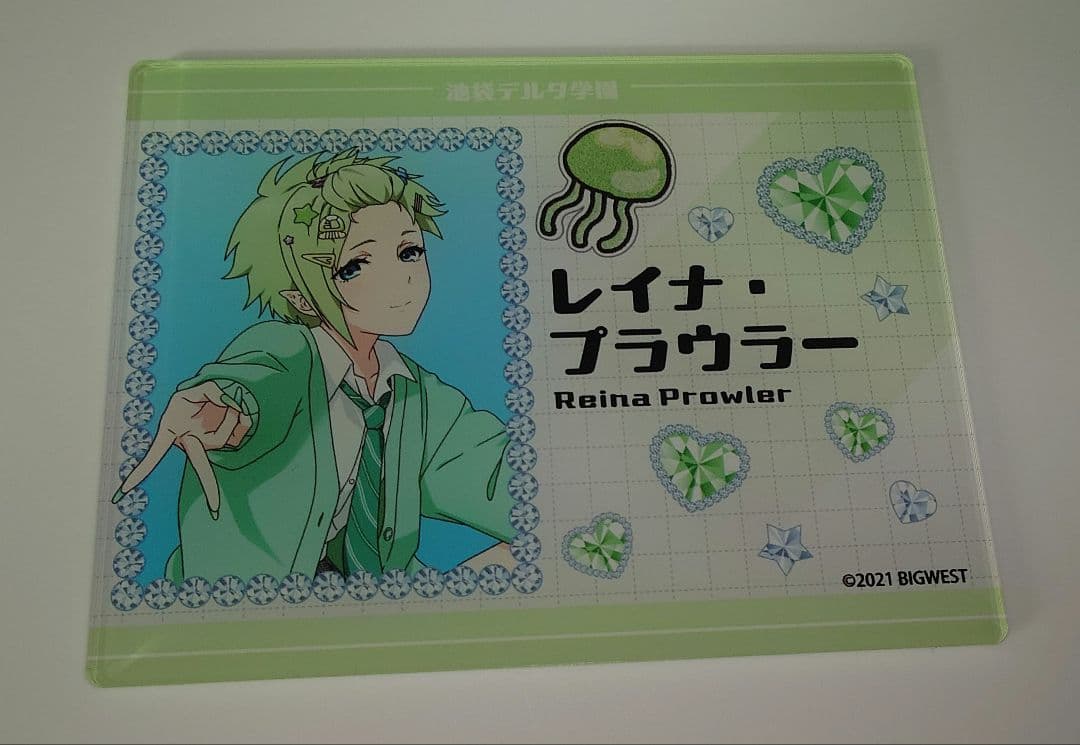 池袋デルタ学園
レイナ・
プラウラー
Reina Prowler
©2021 BIGWEST